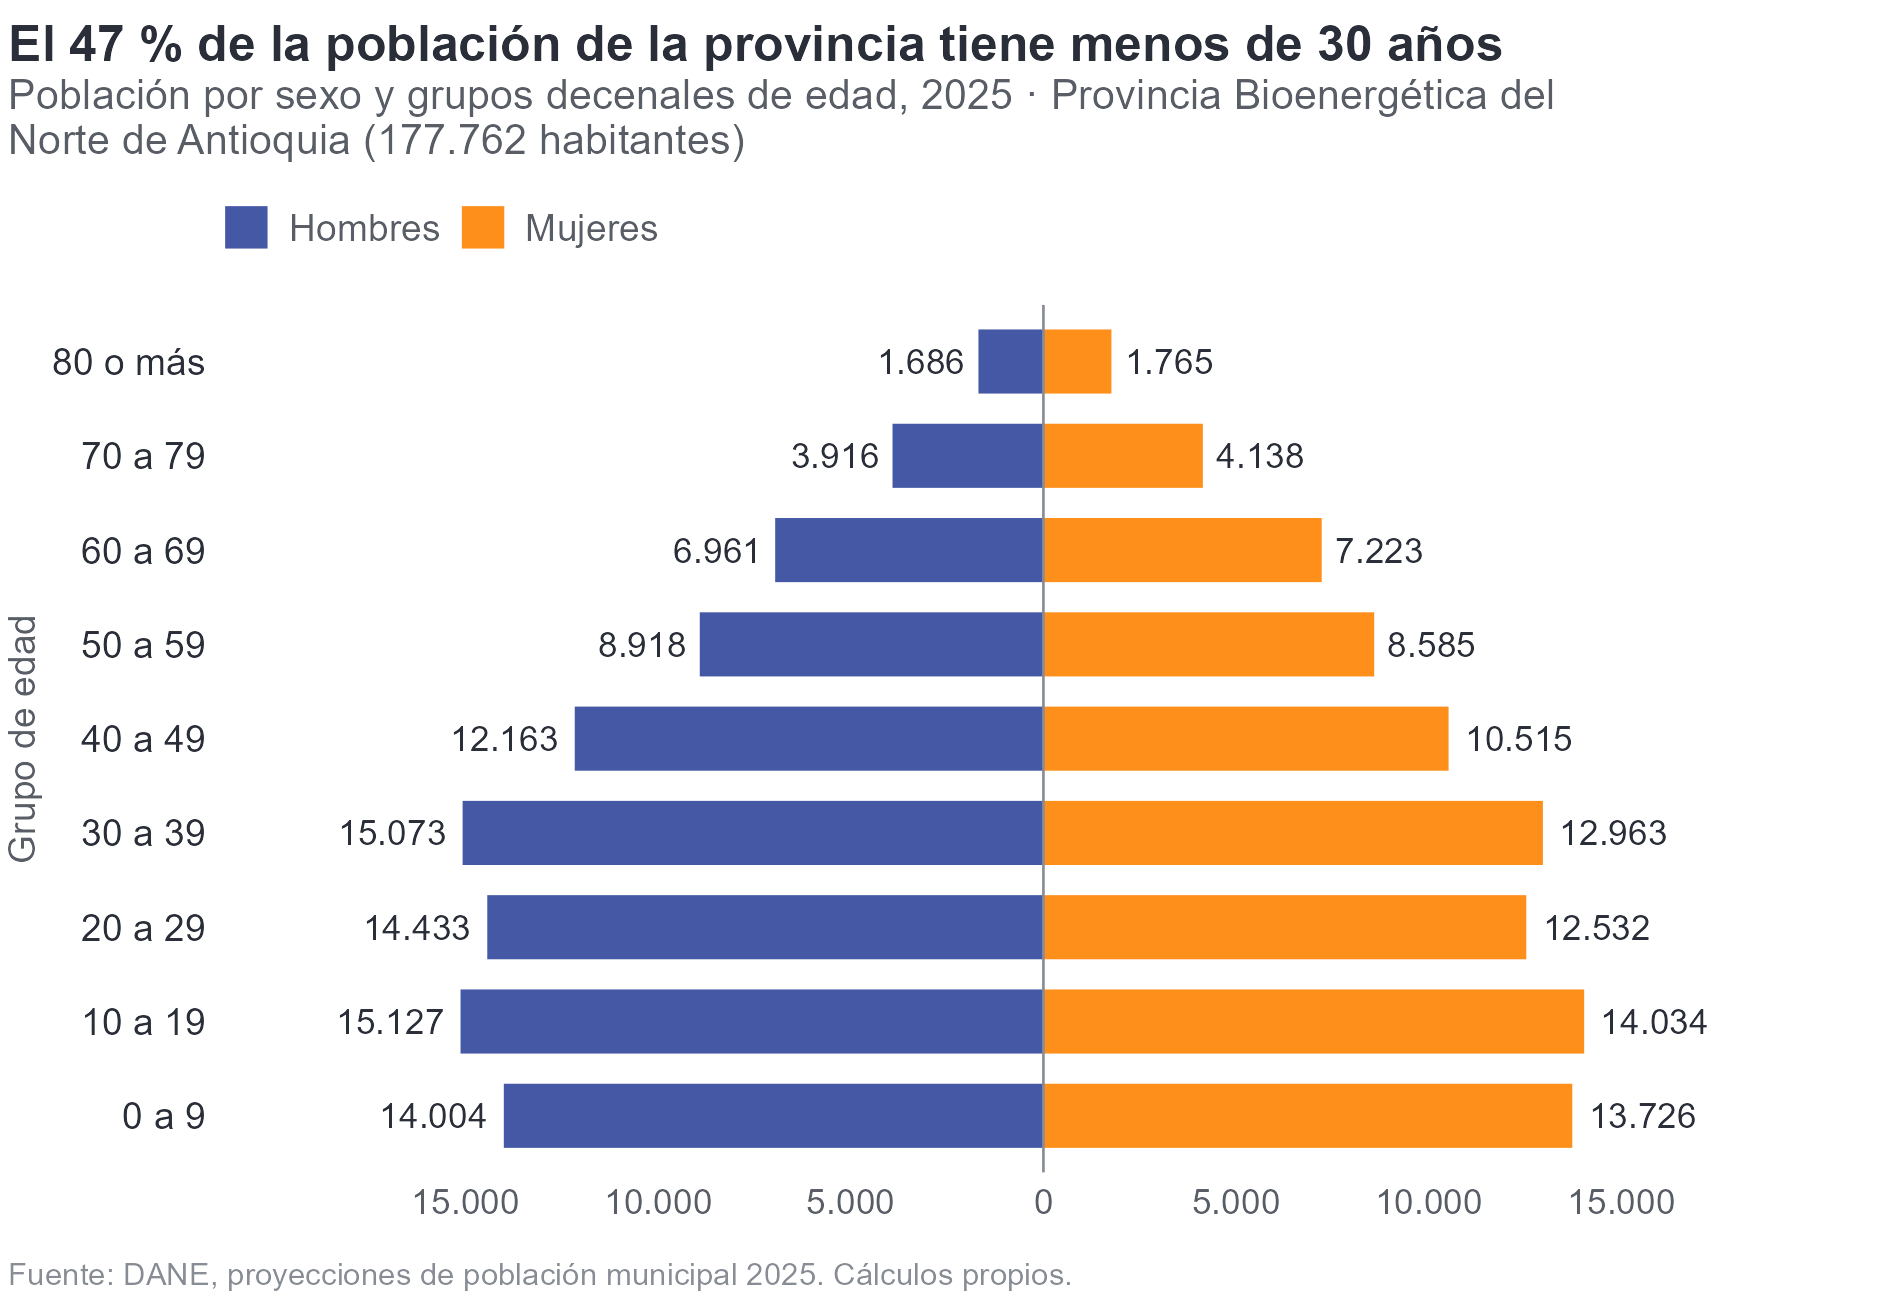 El 47 % de la población de la provincia tiene menos de 30 años
Población por sexo y grupos decenales de edad, 2025 · Provincia Bioenergética del
Norte de Antioquia (177.762 habitantes)
Hombres Mujeres
Grupo de edad
80 o más 1.686 1.765
70 a 79 3.916 4.138
60 a 69 6.961 7.223
50 a 59 8.918 8.585
40 a 49 12.163 10.515
30 a 39 15.073 12.963
20 a 29 14.433 12.532
10 a 19 15.127 14.034
0 a 9 14.004 13.726
15.000 10.000 5.000 0 5.000 10.000 15.000
Fuente: DANE, proyecciones de población municipal 2025. Cálculos propios.